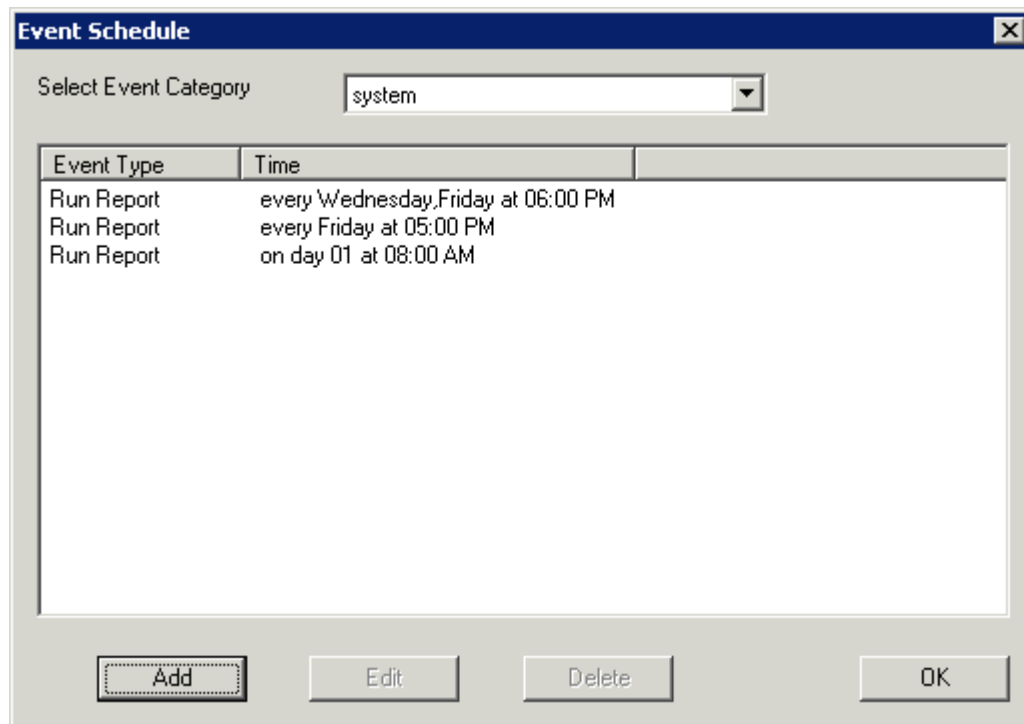 Event Schedule
Select Event Category system
Event Type Time
Run Report every Wednesday,Friday at 06:00 PM
Run Report every Friday at 05:00 PM
Run Report on day 01 at 08:00 AM
Add Edit Delete OK